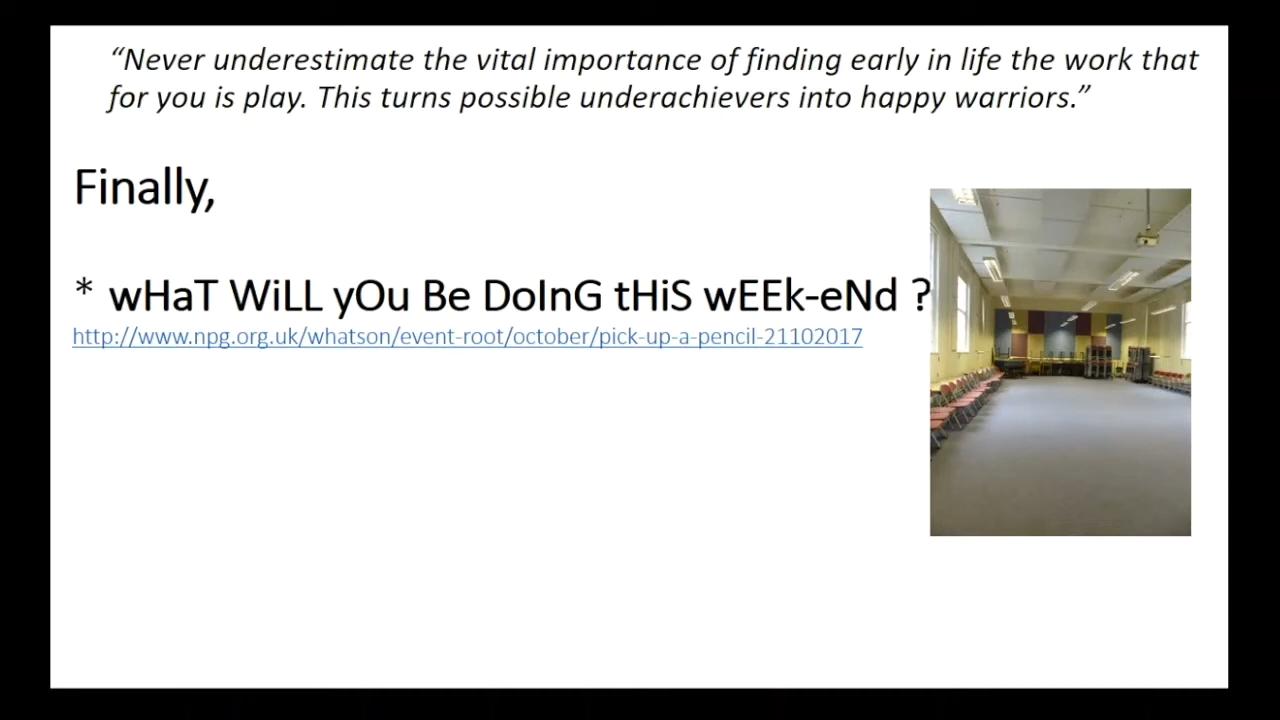 “Never underestimate the vital importance of finding early in life the work that
for you is play. This turns possible underachievers into happy warriors.”
Finally,
* wHaT WiLL yOu Be DoInG tHiS wEEk-eNd ?
http://www.npg.org.uk/whatson/event-root/october/pick-up-a-pencil-21102017